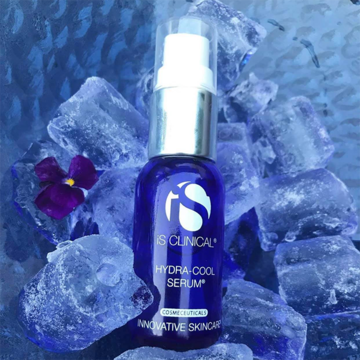 iS
iS CLINICAL®
HYDRA-COOL
SERUM®
COSMECEUTICALS
INNOVATIVE SKINCARE